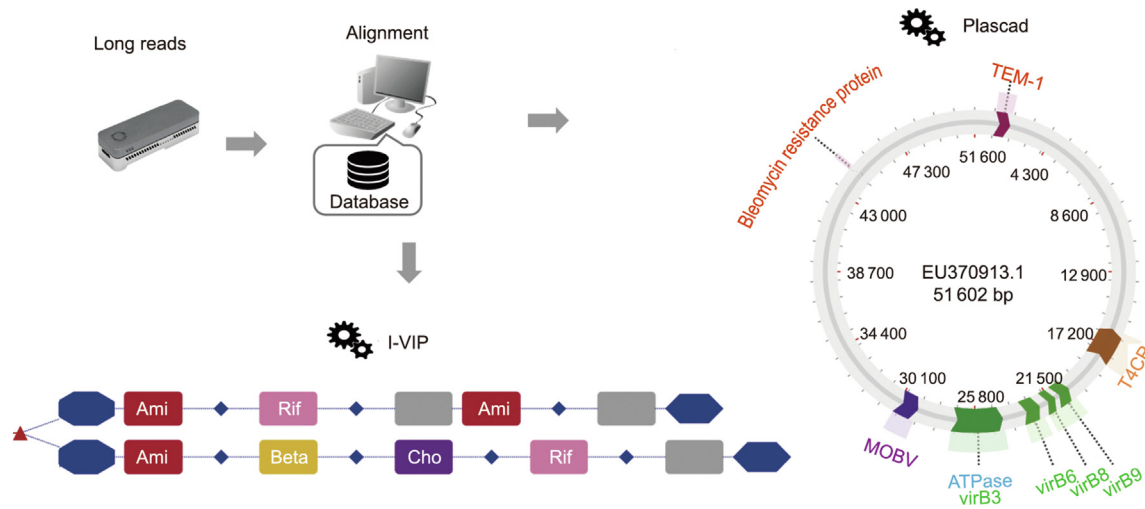 Long reads
Alignment
Database
Plascad
Bleomycin resistance protein
TEM-1
51 600
4 300
8 600
12 900
17 200
21 500
25 800
30 100
34 400
38 700
43 000
47 300
EU370913.1
51 602 bp
T4CP
virB9
virB8
virB6
ATPase
virB3
MOBV
I-VIP
Ami
Rif
Ami
Ami
Beta
Cho
Rif